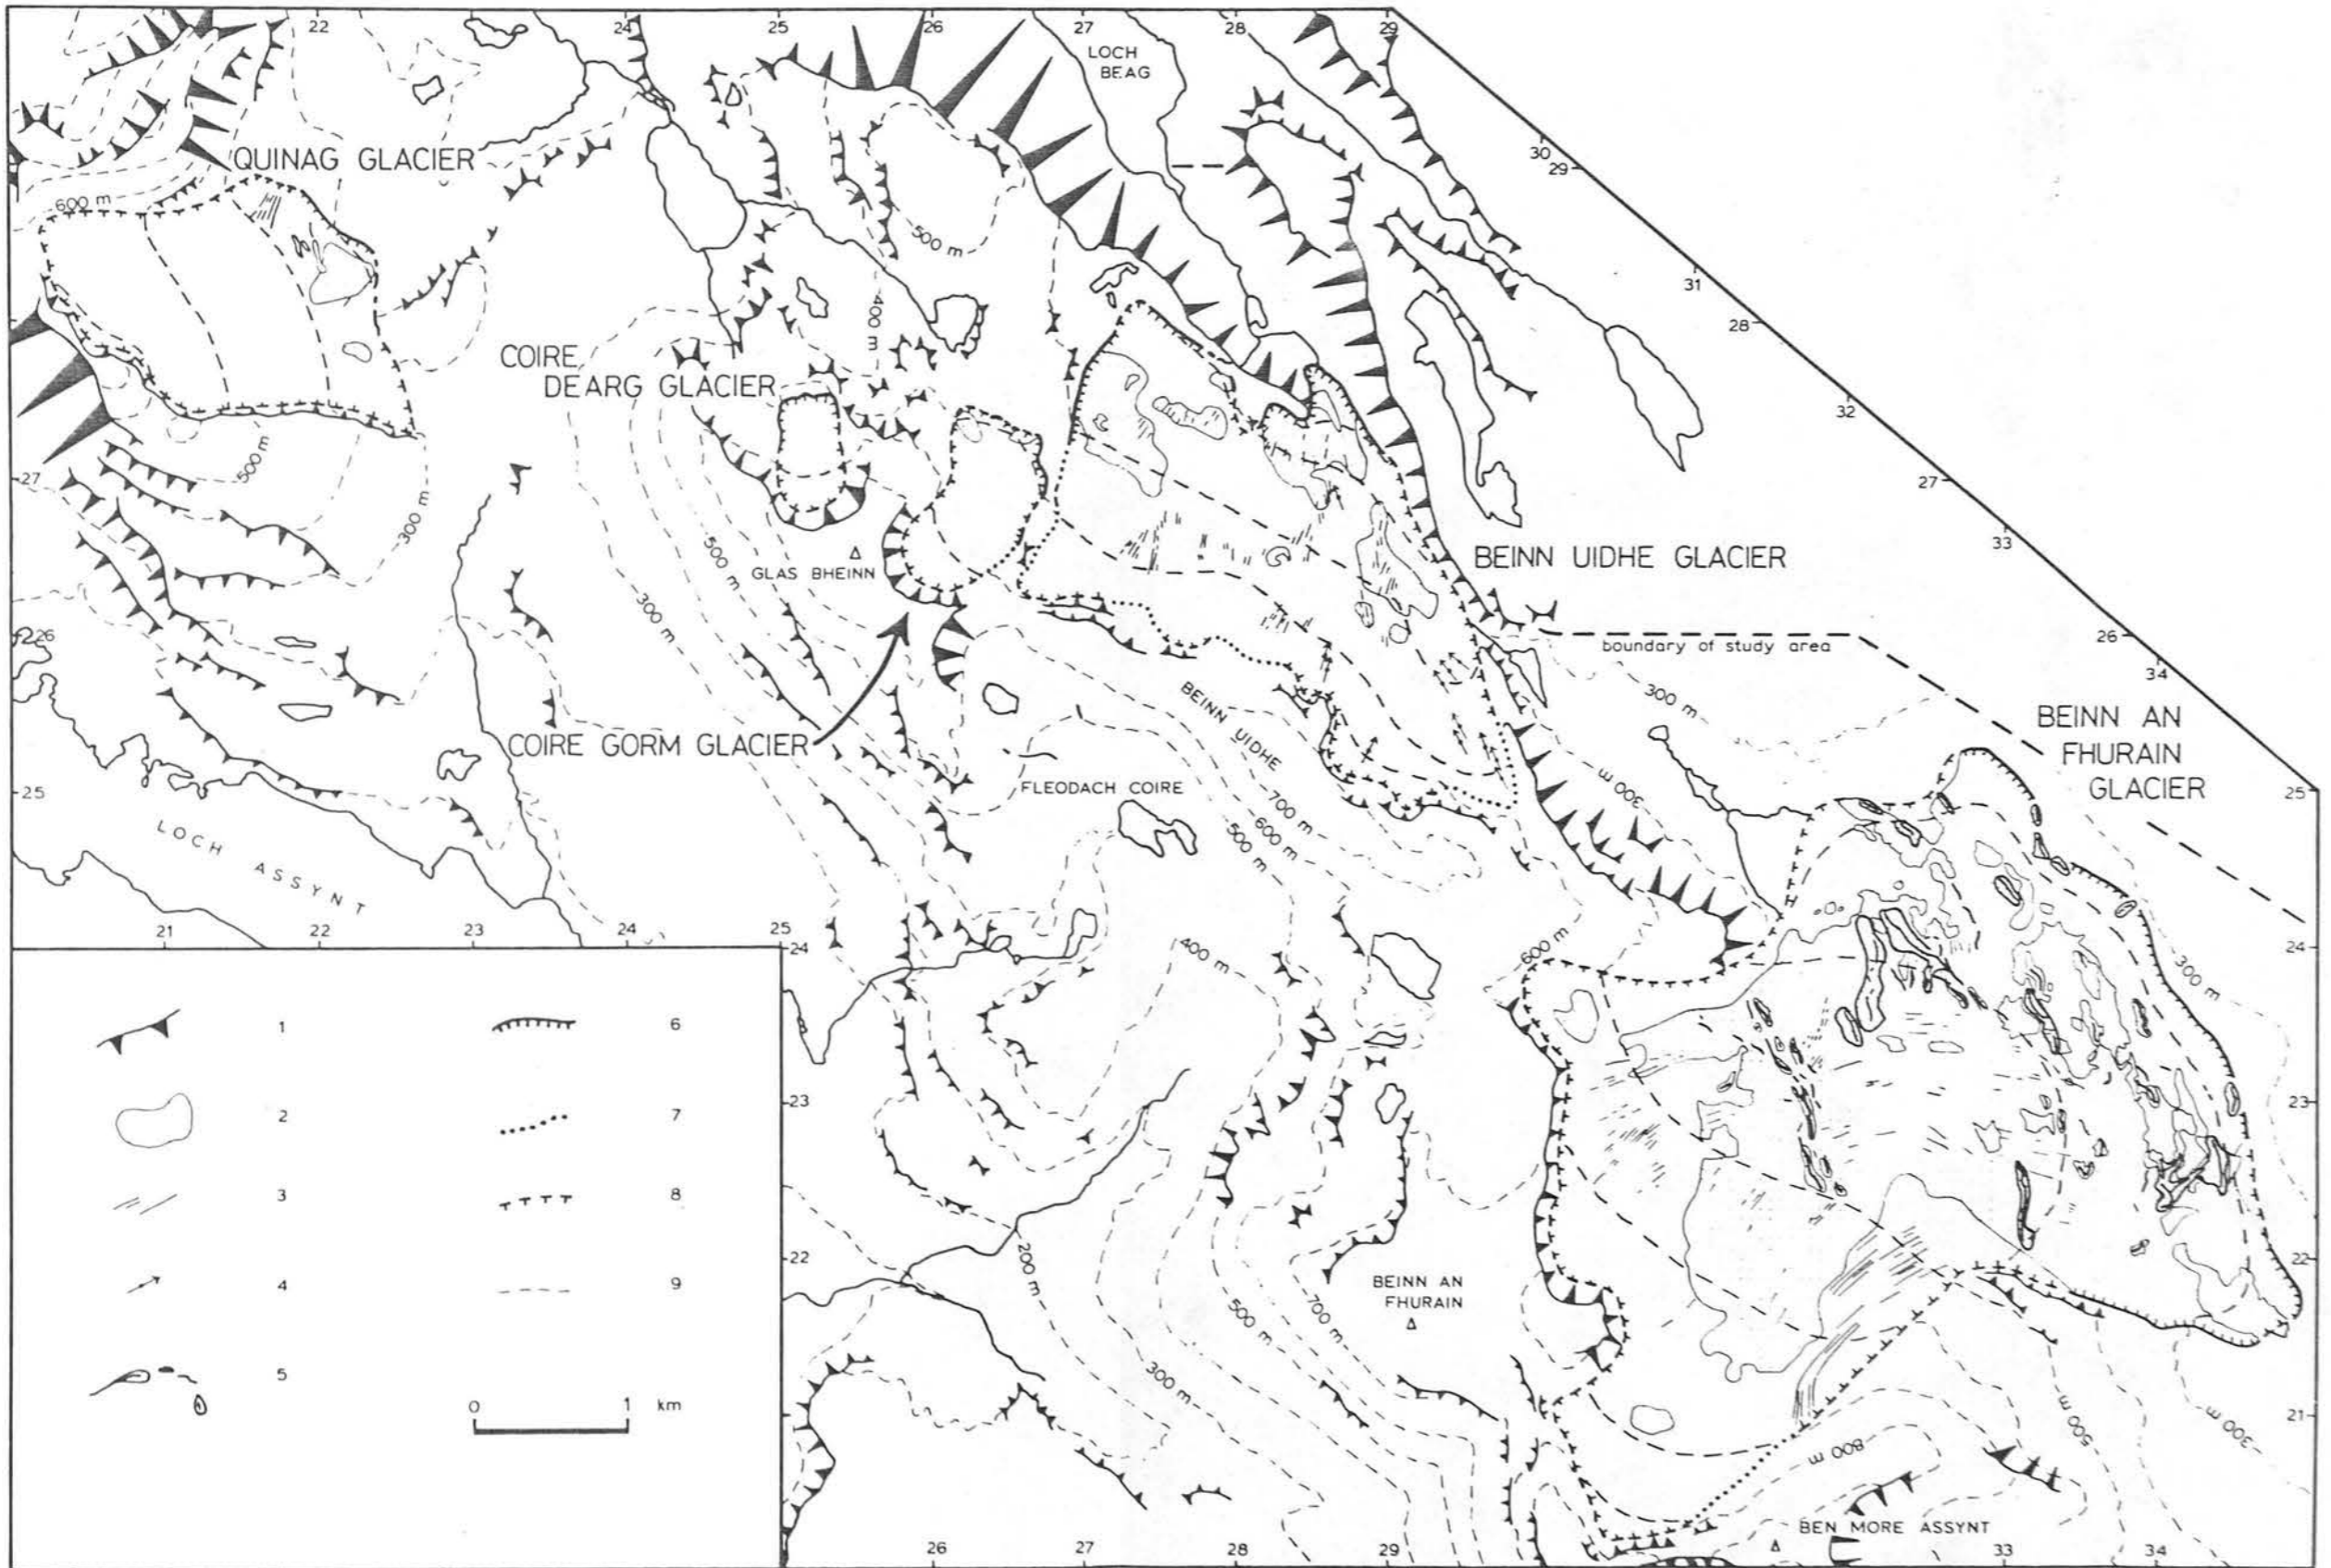 22
24
25
26
27
28
29
LOCH
BEAG
30
29
QUINAG GLACIER
600 m
500 m
31
28
400 m
COIRE
DEARG GLACIER
32
27
500 m
27
300 m
33
BEINN UIDHE GLACIER
500 m
GLAS BHEINN
300 m
26
boundary of study area
26
34
300 m
BEINN UIDHE
BEINN AN
FHURAIN
GLACIER
COIRE GORM GLACIER
FLEODACH COIRE
300 m
25
700 m
25
600 m
500 m
LOCH ASSYNT
21
22
23
24
25
24
400 m
600 m
24
300 m
1
6
2
7
23
23
3
8
22
22
4
9
200 m
BEINN AN
FHURAIN
500 m
700 m
5
300 m
0
1
km
21
800 m
500 m
300 m
BEN MORE ASSYNT
26
27
28
29
33
34